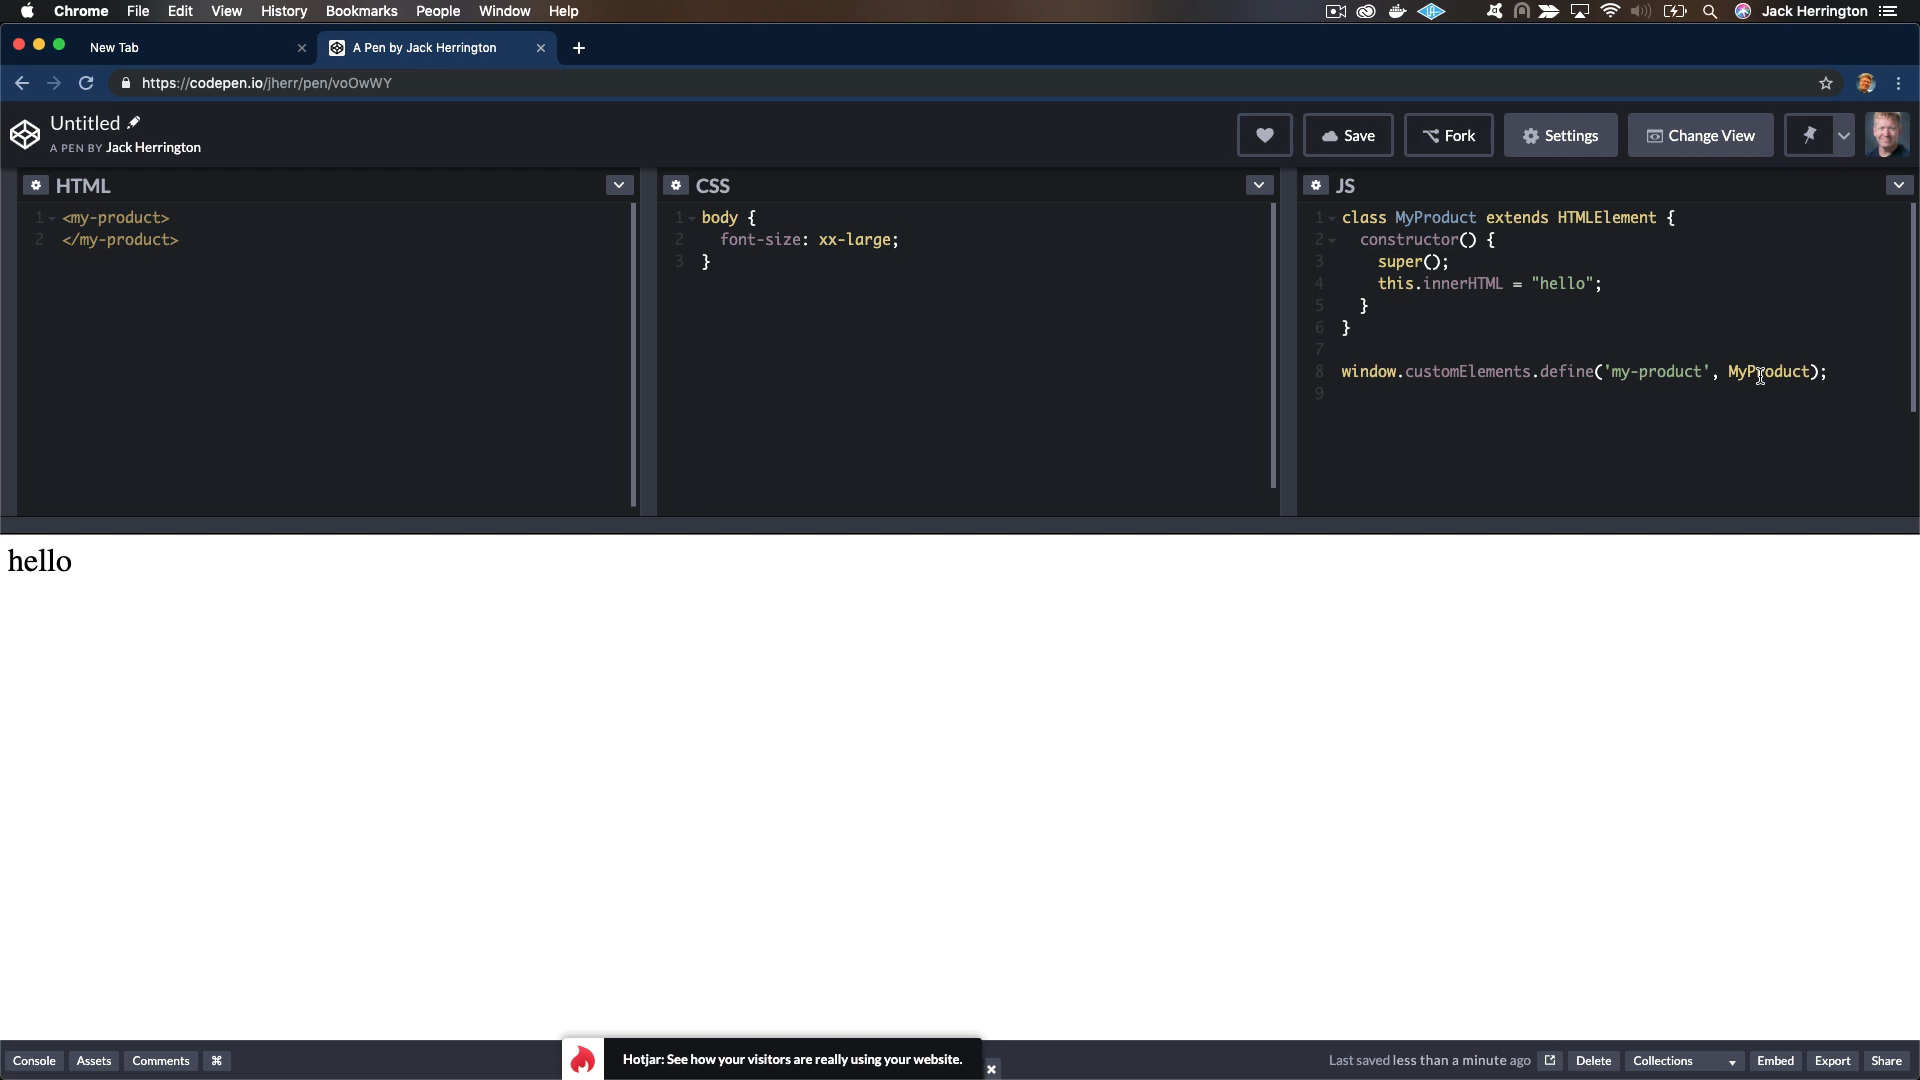 Chrome File Edit View History Bookmarks People Window Help Jack Herrington
New Tab A Pen by Jack Herrington
https://codepen.io/jherr/pen/voOwWY
Untitled
A PEN BY Jack Herrington
Save Fork Settings Change View
HTML
1 <my-product>
2 </my-product>
CSS
1 body {
2 font-size: xx-large;
3 }
JS
1 class MyProduct extends HTMLElement {
2 constructor() {
3 super();
4 this.innerHTML = "hello";
5 }
6 }
7
8 window.customElements.define('my-product', MyProduct);
9
hello
Console Assets Comments ⌘
Hotjar: See how your visitors are really using your website.
Last saved less than a minute ago Delete Collections Embed Export Share